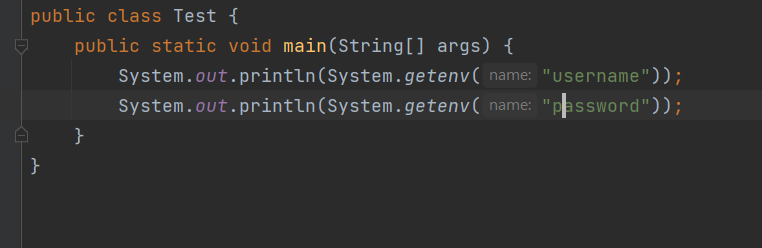 public class Test {
public static void main(String[] args) {
System.out.println(System.getenv( name: "username"));
System.out.println(System.getenv( name: "password"));
}
}